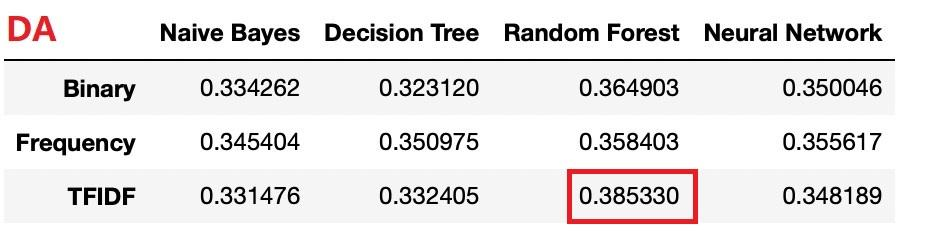 DA Naive Bayes Decision Tree Random Forest Neural Network
Binary 0.334262 0.323120 0.364903 0.350046
Frequency 0.345404 0.350975 0.358403 0.355617
TFIDF 0.331476 0.332405 0.385330 0.348189